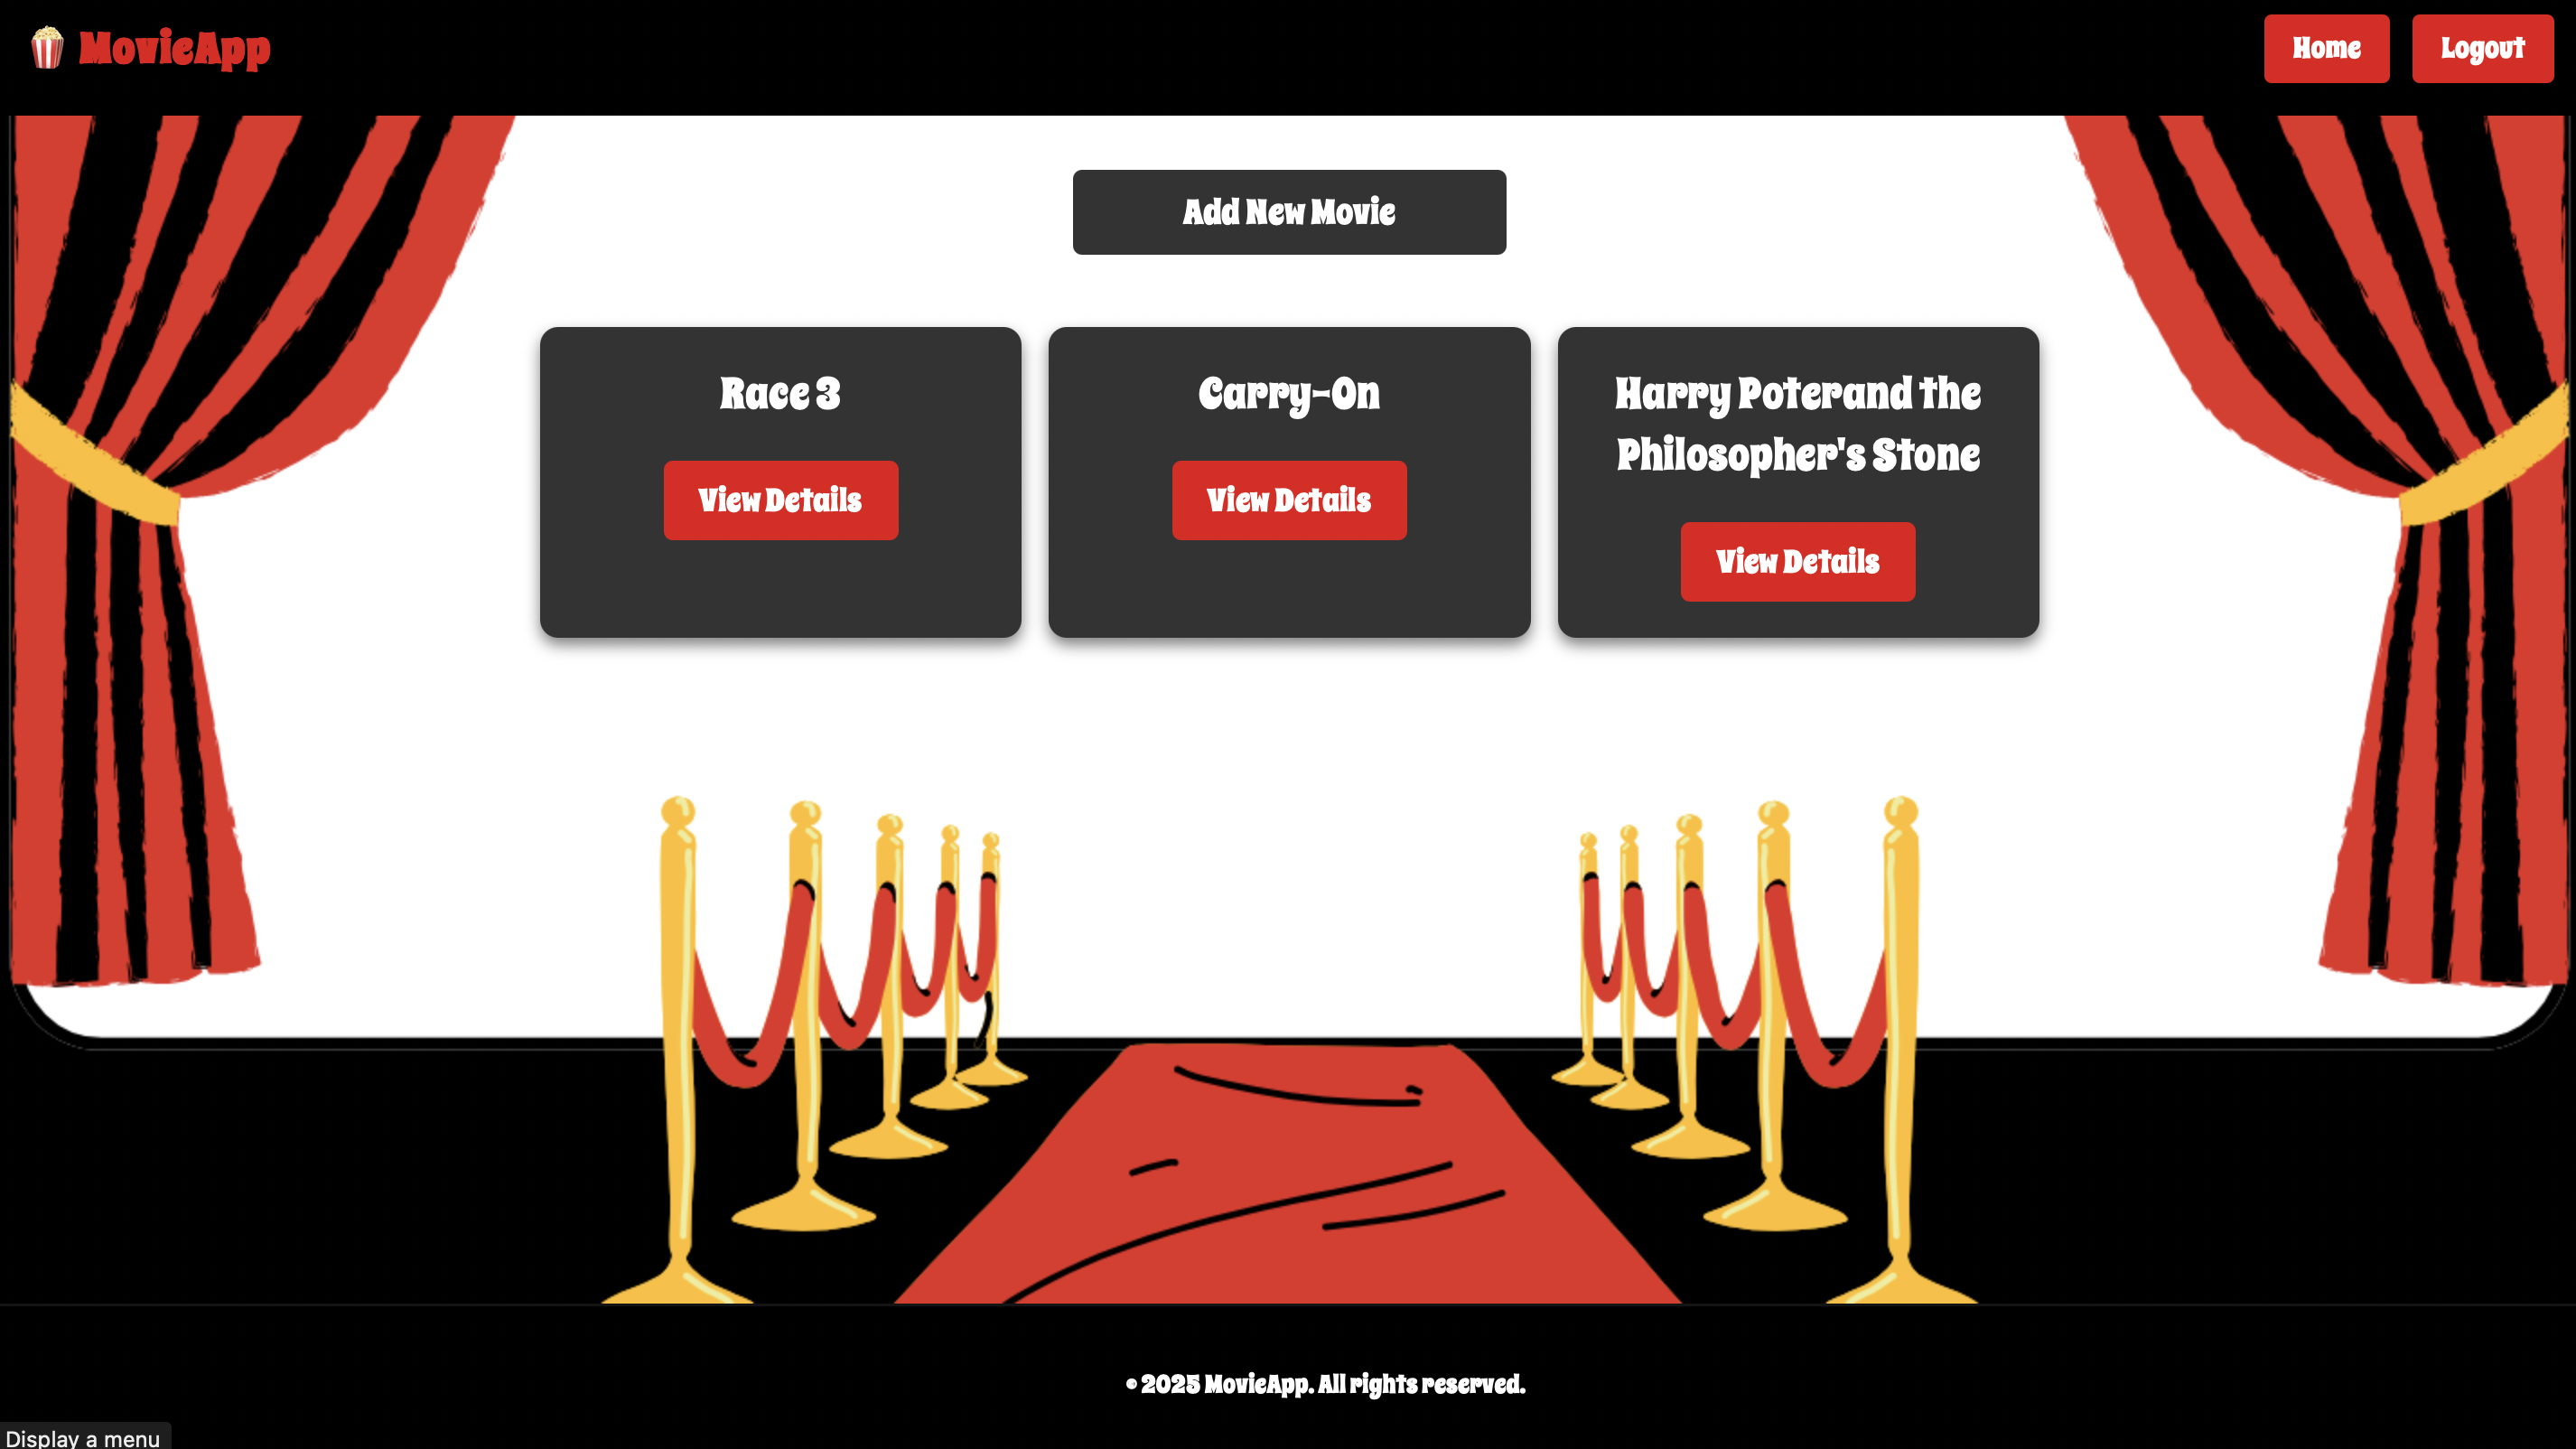 MovieApp
Home
Logout
Add New Movie
Race 3
View Details
Carry-On
View Details
Harry Poterand the
Philosopher's Stone
View Details
© 2025 MovieApp. All rights reserved.
Display a menu